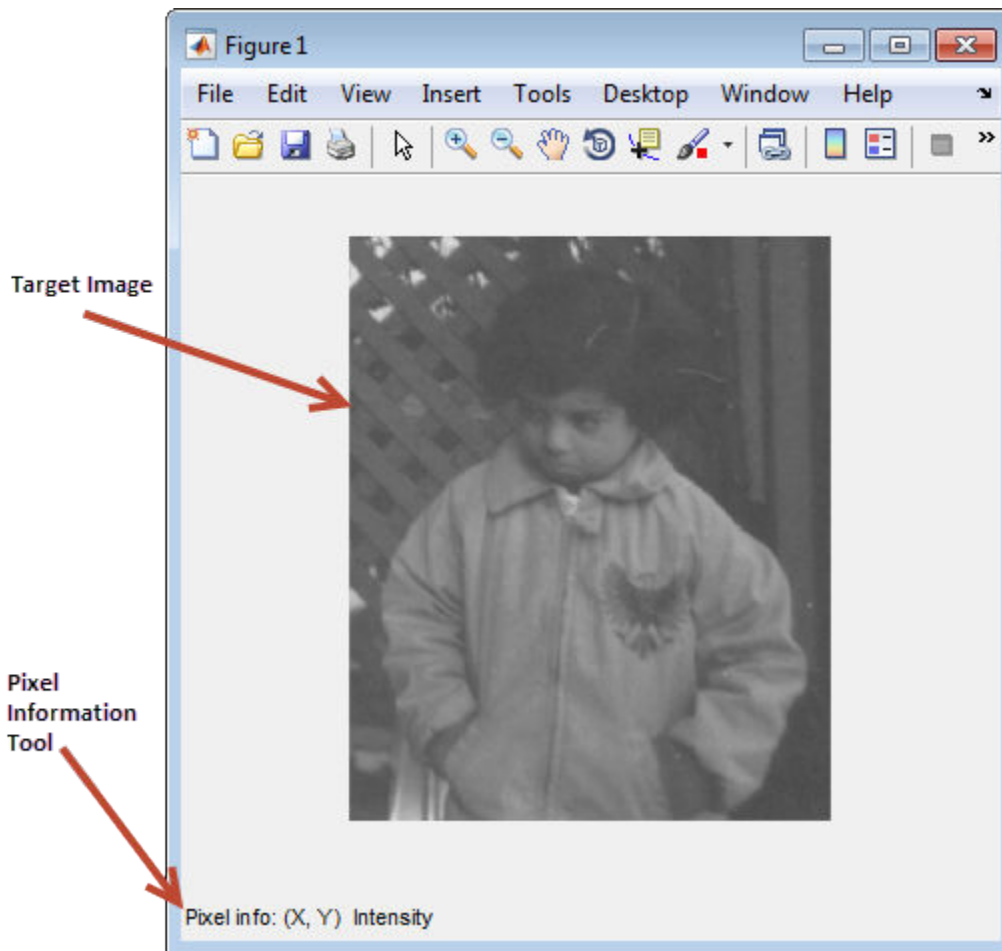 Figure 1
File Edit View Insert Tools Desktop Window Help
Target Image
Pixel
Information
Tool
Pixel info: (X, Y) Intensity